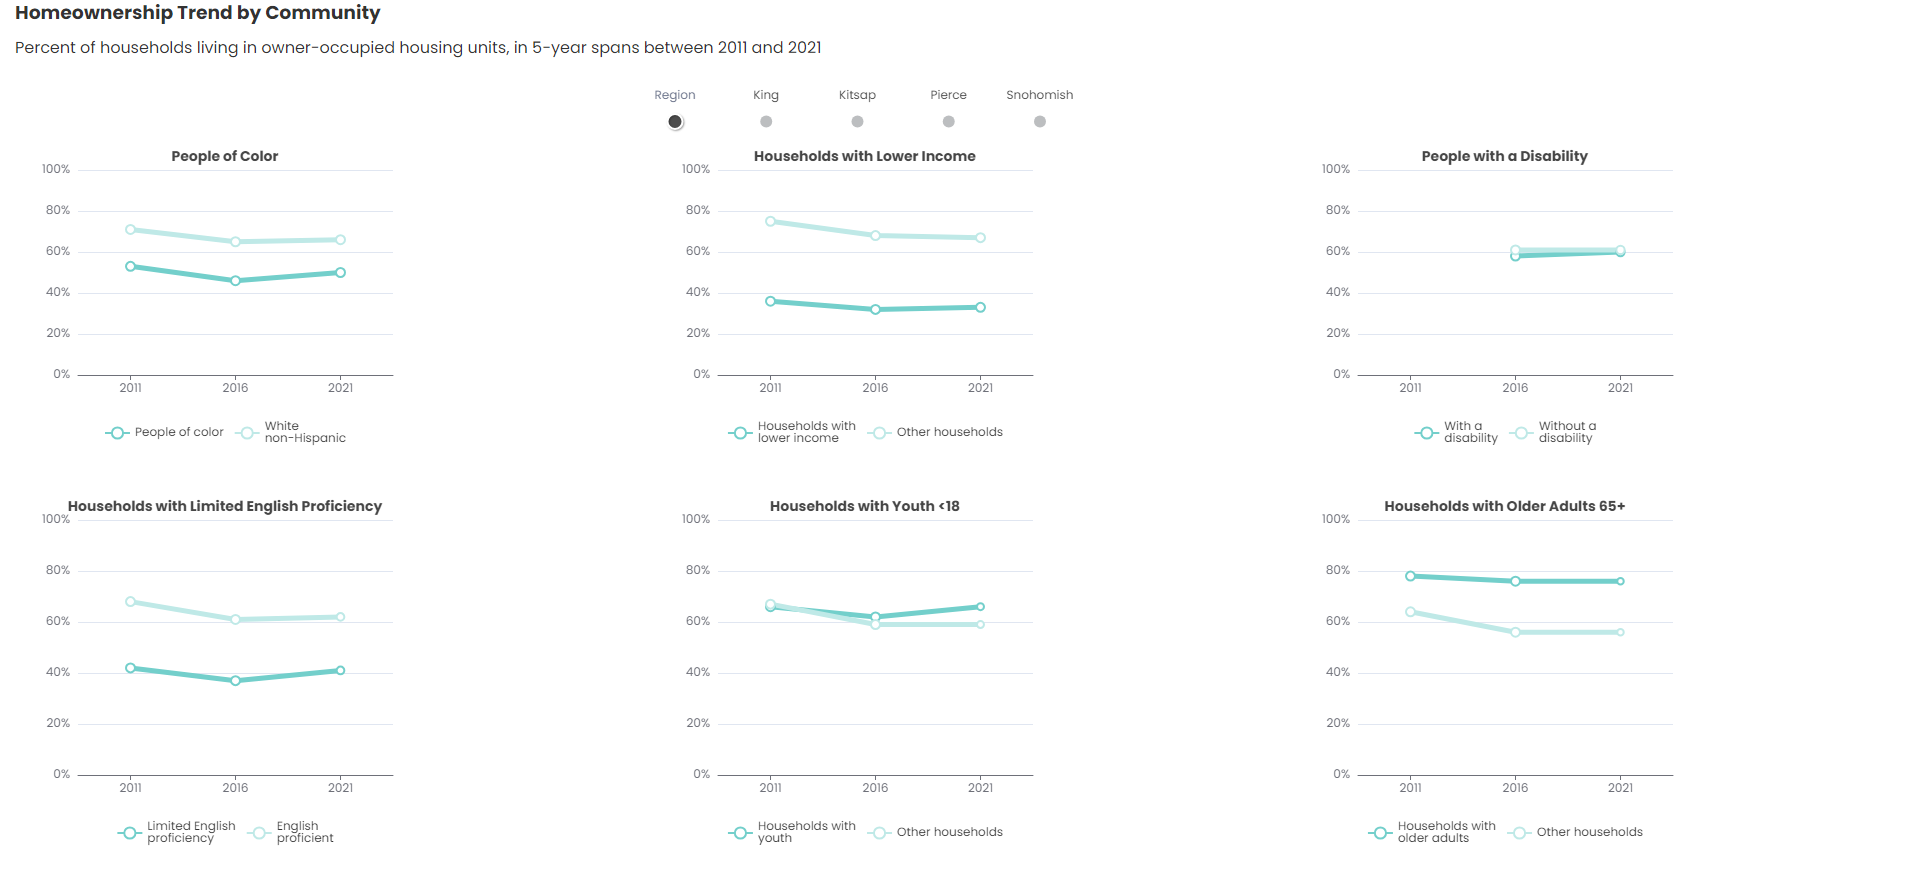 Homeownership Trend by Community
Percent of households living in owner-occupied housing units, in 5-year spans between 2011 and 2021
Region King Kitsap Pierce Snohomish
People of Color
100%
80%
60%
40%
20%
0%
2011 2016 2021
People of color
White
non-Hispanic
Households with Lower Income
100%
80%
60%
40%
20%
0%
2011 2016 2021
Households with
lower income
Other households
People with a Disability
100%
80%
60%
40%
20%
0%
2011 2016 2021
With a
disability
Without a
disability
Households with Limited English Proficiency
100%
80%
60%
40%
20%
0%
2011 2016 2021
Limited English
proficiency
English
proficient
Households with Youth <18
100%
80%
60%
40%
20%
0%
2011 2016 2021
Households with
youth
Other households
Households with Older Adults 65+
100%
80%
60%
40%
20%
0%
2011 2016 2021
Households with
older adults
Other households